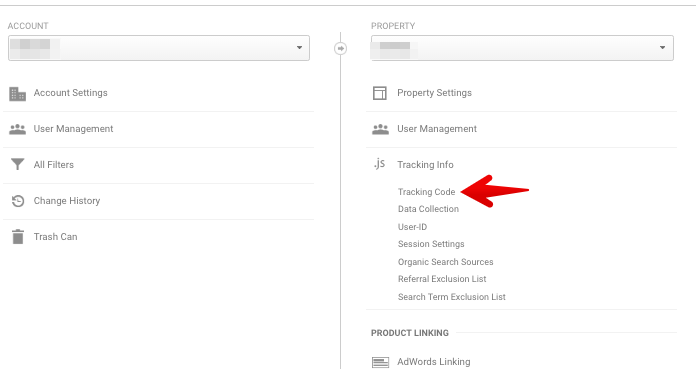 ACCOUNT
Account Settings
User Management
All Filters
Change History
Trash Can
PROPERTY
Property Settings
User Management
.js Tracking Info
Tracking Code
Data Collection
User-ID
Session Settings
Organic Search Sources
Referral Exclusion List
Search Term Exclusion List
PRODUCT LINKING
AdWords Linking